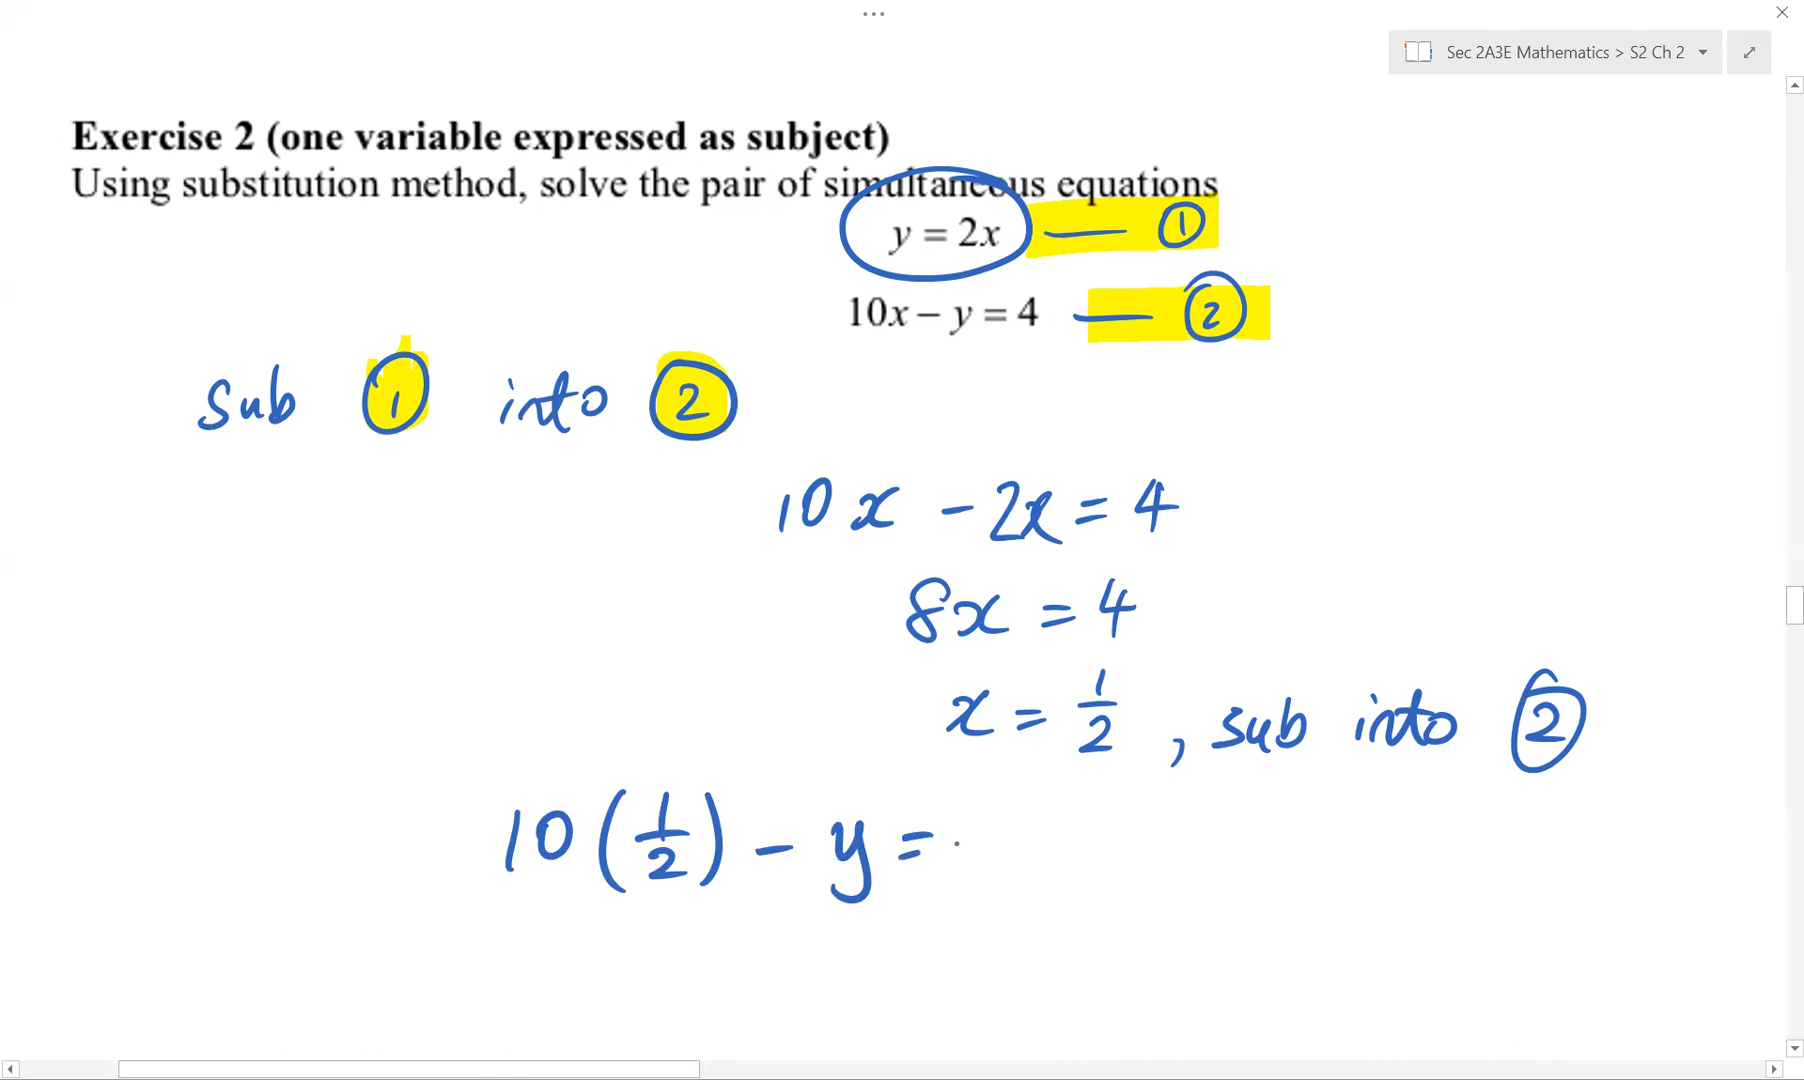 Sec 2A3E Mathematics > S2 Ch 2
Exercise 2 (one variable expressed as subject)
Using substitution method, solve the pair of simultaneous equations
y = 2x — ①
10x − y = 4 — ②
sub ① into ②
10x − 2x = 4
8x = 4
x = 1/2 , sub into ②
10(1/2) − y =